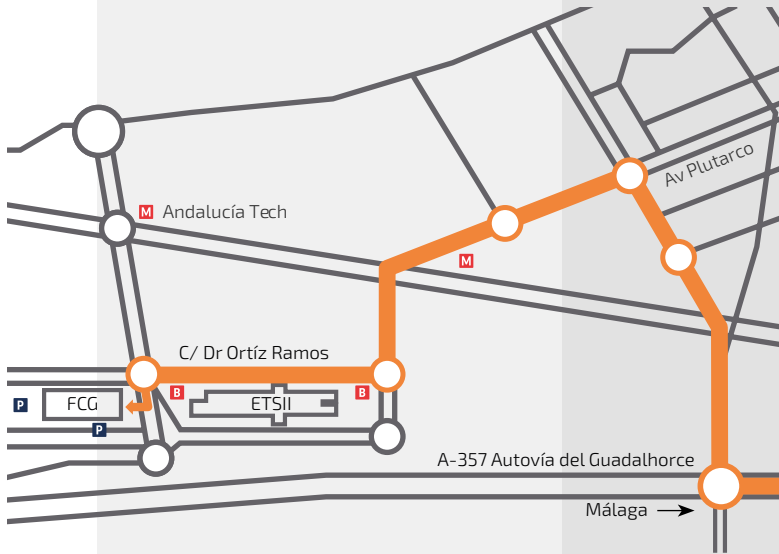 Av Plutarco
M Andalucía Tech
M
C/ Dr Ortíz Ramos
B
B
P
FCG
ETSII
P
A-357 Autovía del Guadalhorce
Málaga